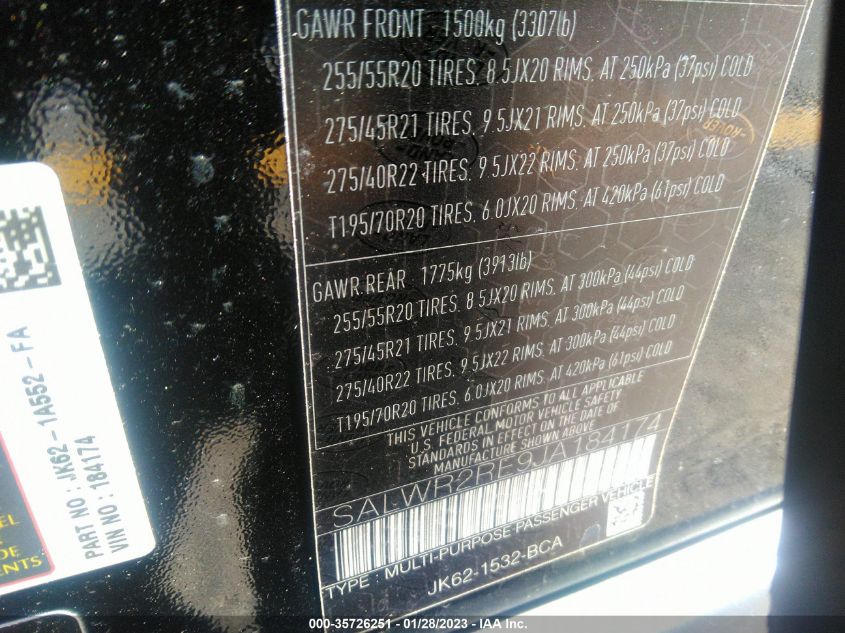 GAWR FRONT 1500kg (3307lb)
255/55R20 TIRES. 8.5JX20 RIMS. AT 250kPa (37psi) COLD
275/45R21 TIRES. 9.5JX21 RIMS. AT 250kPa (37psi) COLD
275/40R22 TIRES. 9.5JX22 RIMS. AT 250kPa (37psi) COLD
T195/70R20 TIRES. 6.0JX20 RIMS. AT 420kPa (61psi) COLD
GAWR REAR 1775kg (3913lb)
255/55R20 TIRES. 8.5JX20 RIMS. AT 300kPa (44psi) COLD
275/45R21 TIRES. 9.5JX21 RIMS. AT 300kPa (44psi) COLD
275/40R22 TIRES. 9.5JX22 RIMS. AT 300kPa (44psi) COLD
T195/70R20 TIRES. 6.0JX20 RIMS. AT 420kPa (61psi) COLD
THIS VEHICLE CONFORMS TO ALL APPLICABLE
U.S. FEDERAL MOTOR VEHICLE SAFETY
STANDARDS IN EFFECT ON THE DATE OF
MANUFACTURE SHOWN ABOVE
SALWR2RE9JA184174
TYPE : MULTI-PURPOSE PASSENGER VEHICLE
JK62-1532-BCA
PART NO : JK62-1A552-FA
VIN NO : 184174
000-35726251 - 01/28/2023 - IAA Inc.